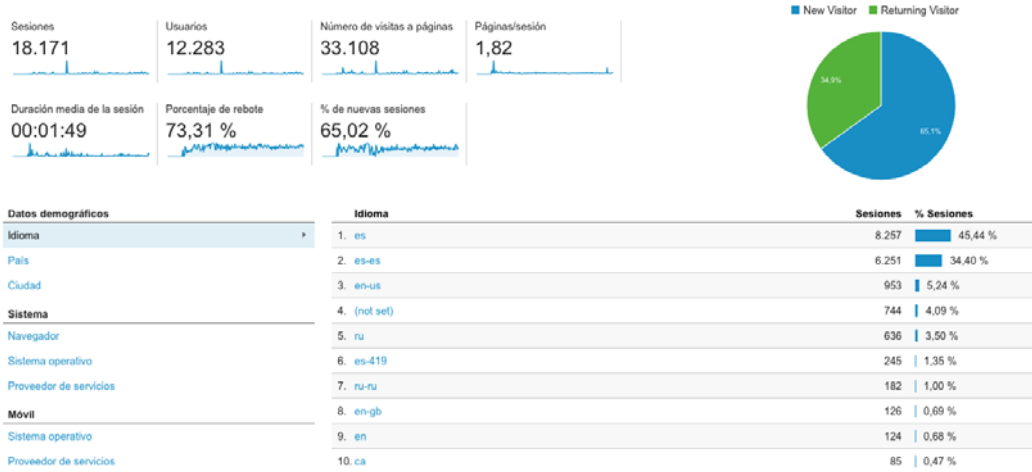 New Visitor Returning Visitor
Sesiones Usuarios Número de visitas a páginas Páginas/sesión
18.171 12.283 33.108 1,82
34,9%
65,1%
Duración media de la sesión Porcentaje de rebote % de nuevas sesiones
00:01:49 73,31 % 65,02 %
Datos demográficos
Idioma
País
Ciudad
Sistema
Navegador
Sistema operativo
Proveedor de servicios
Móvil
Sistema operativo
Proveedor de servicios
Idioma Sesiones % Sesiones
1. es 8.257 45,44 %
2. es-es 6.251 34,40 %
3. en-us 953 5,24 %
4. (not set) 744 4,09 %
5. ru 636 3,50 %
6. es-419 245 1,35 %
7. ru-ru 182 1,00 %
8. en-gb 126 0,69 %
9. en 124 0,68 %
10. ca 85 0,47 %